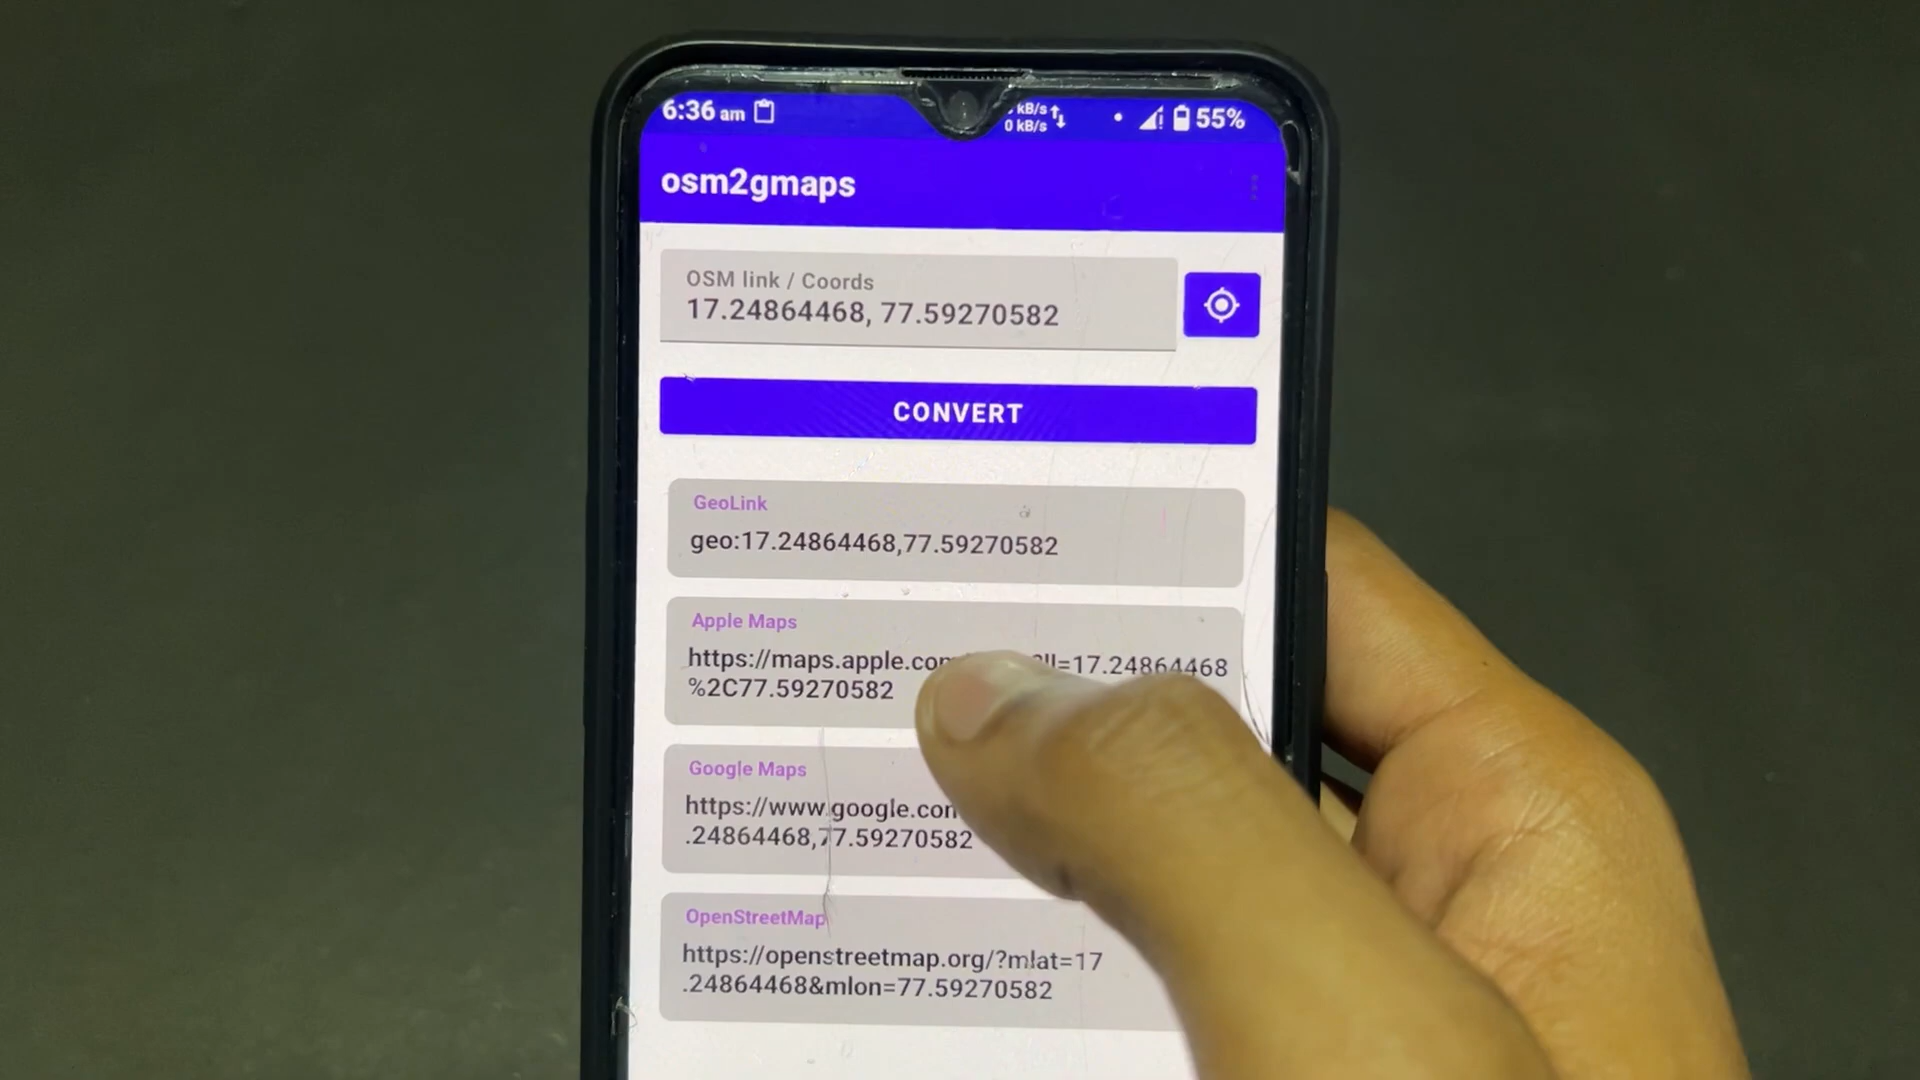 6:36 am
kB/s
0 kB/s
55%
osm2gmaps
OSM link / Coords
17.24864468, 77.59270582
CONVERT
GeoLink
geo:17.24864468,77.59270582
Apple Maps
https://maps.apple.com ?ll=17.24864468
%2C77.59270582
Google Maps
https://www.google.com
.24864468,77.59270582
OpenStreetMap
https://openstreetmap.org/?mlat=17
.24864468&mlon=77.59270582